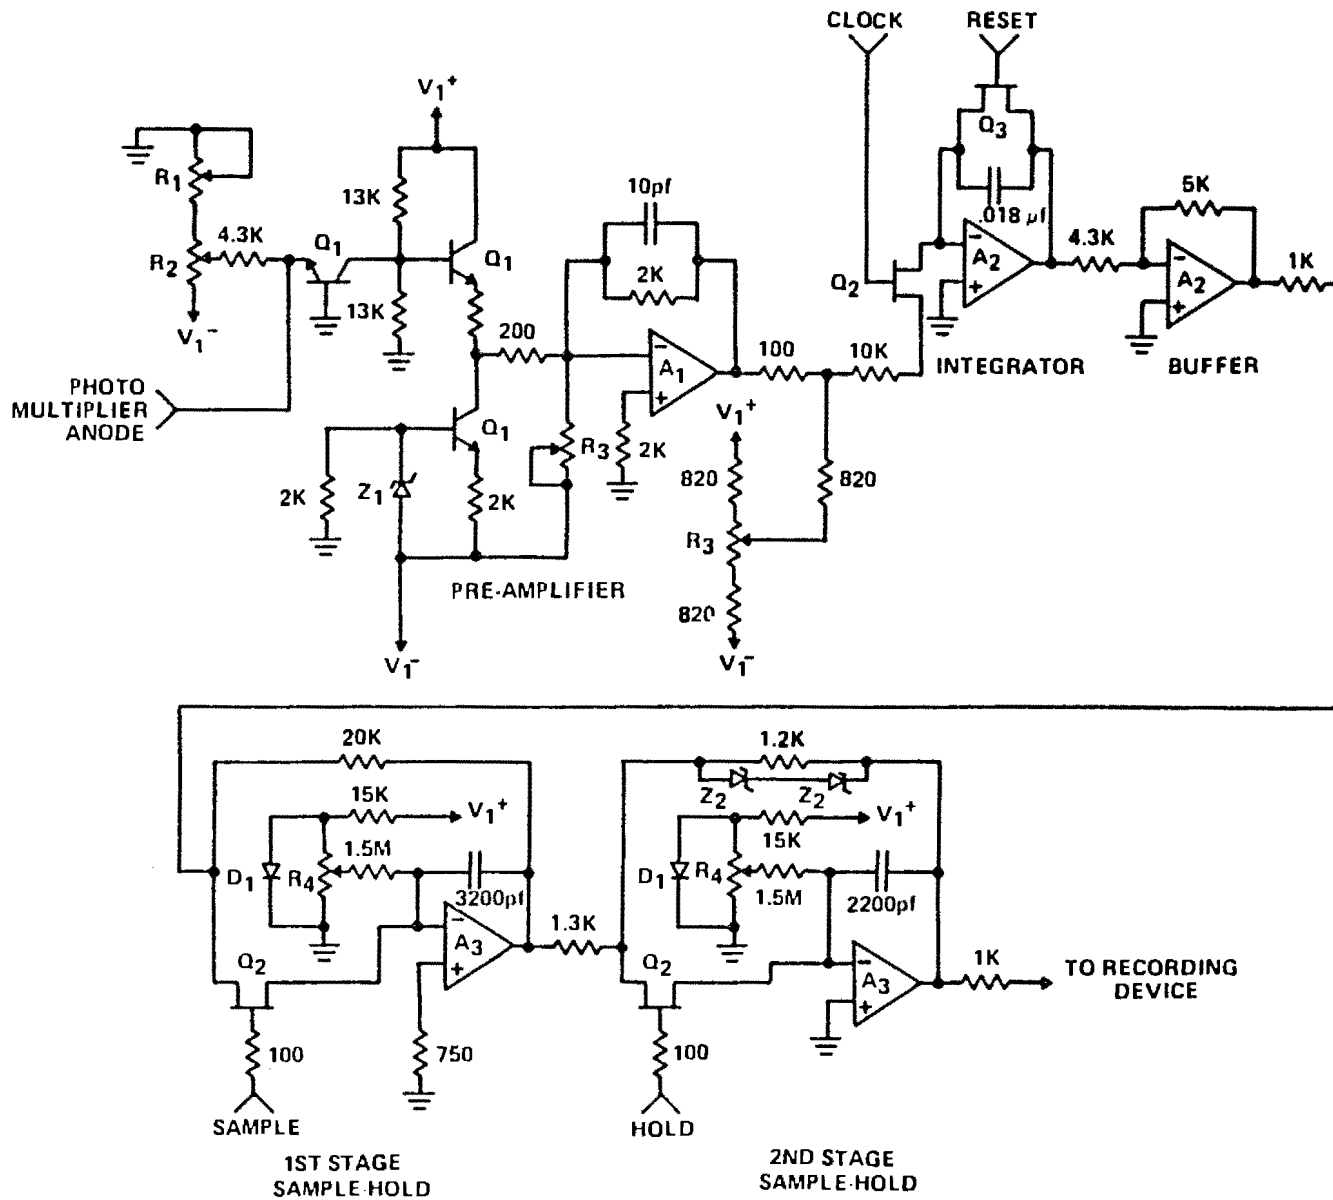 CLOCK
RESET
V1+
Q3
R1
13K
10pf
.018 µf
5K
4.3K
Q1
Q1
R2
2K
A2
4.3K
A2
1K
Q2
V1-
13K
200
A1
100
10K
INTEGRATOR
BUFFER
PHOTO
MULTIPLIER
ANODE
Q1
R3
2K
V1+
2K
Z1
2K
820
820
R3
PRE-AMPLIFIER
820
V1-
V1-
20K
1.2K
Z2
Z2
15K
V1+
15K
V1+
D1
R4
1.5M
3200pf
D1
R4
1.5M
2200pf
A3
1.3K
Q2
Q2
A3
1K
TO RECORDING
DEVICE
100
750
100
SAMPLE
HOLD
1ST STAGE
SAMPLE-HOLD
2ND STAGE
SAMPLE-HOLD
-
+
-
+
-
+
-
+
-
+